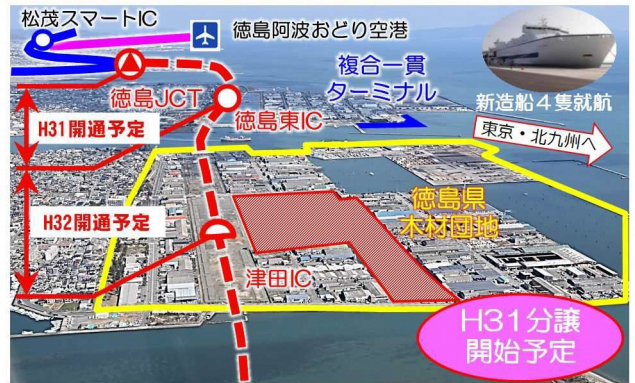 松茂スマートIC
徳島阿波おどり空港
複合一貫
ターミナル
新造船4隻就航
徳島JCT
徳島東IC
東京・北九州へ
H31開通予定
H32開通予定
徳島県
木材団地
津田IC
H31分譲
開始予定